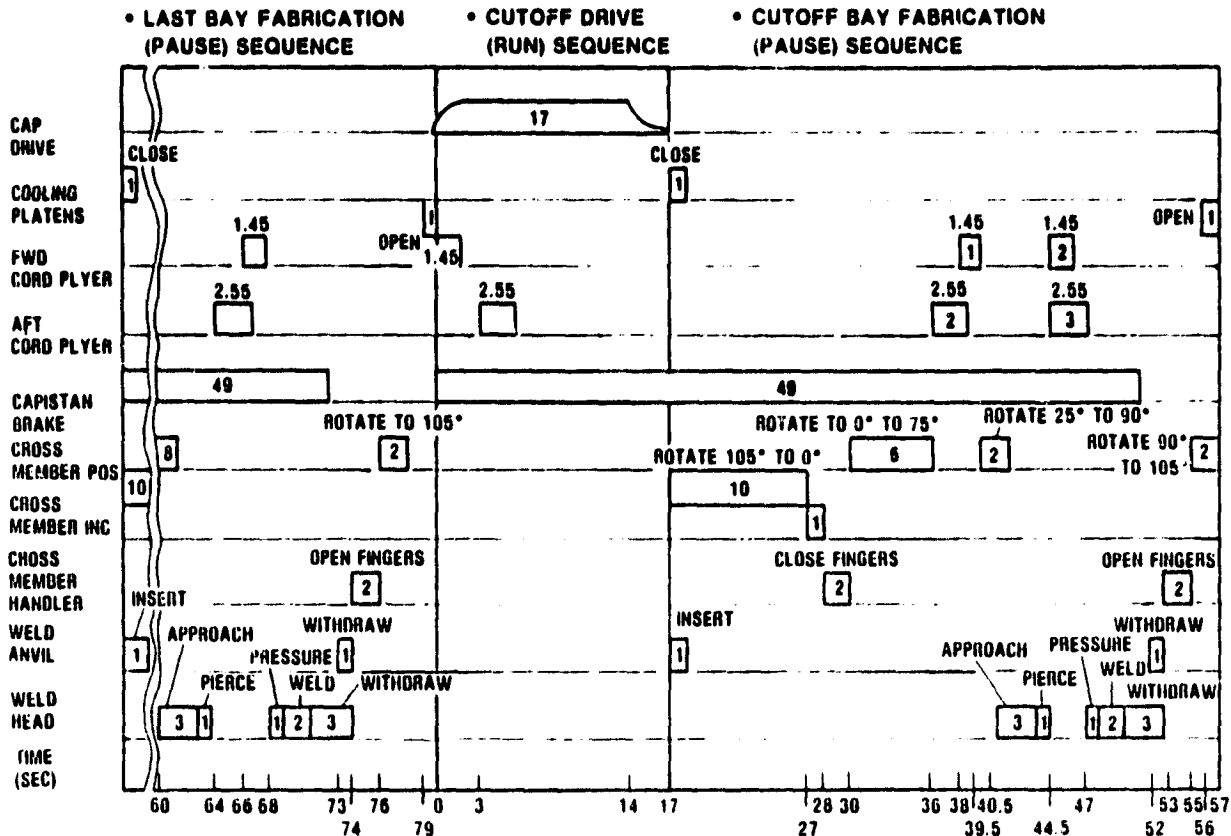 • LAST BAY FABRICATION
(PAUSE) SEQUENCE
• CUTOFF DRIVE
(RUN) SEQUENCE
• CUTOFF BAY FABRICATION
(PAUSE) SEQUENCE
CAP
DRIVE
17
CLOSE
CLOSE
COOLING
PLATENS
1
1
1
OPEN
OPEN
1
FWD
CORD PLYER
1.45
1.45
1.45
1
1.45
2
AFT
CORD PLYER
2.55
2.55
2.55
2
2.55
3
CAPISTAN
BRAKE
49
49
CROSS
MEMBER POS
8
ROTATE TO 105°
2
ROTATE TO 0° TO 75°
6
ROTATE 25° TO 90°
2
ROTATE 90°
TO 105°
2
CROSS
MEMBER INC
10
ROTATE 105° TO 0°
10
1
CHOSS
MEMBER
HANDLER
OPEN FINGERS
2
CLOSE FINGERS
2
OPEN FINGERS
2
WELD
ANVIL
INSERT
1
WITHDRAW
1
INSERT
1
WITHDRAW
1
WELD
HEAD
APPROACH
PIERCE
PRESSURE
WELD
WITHDRAW
3
1
1
2
3
APPROACH
PIERCE
PRESSURE
WELD
WITHDRAW
3
1
1
2
3
TIME
(SEC)
60 64 66 68 73 76 0 3 14 17 28 30 36 38 40.5 44.5 47 53 55 57
74 79 27 39.5 44.5 52 56